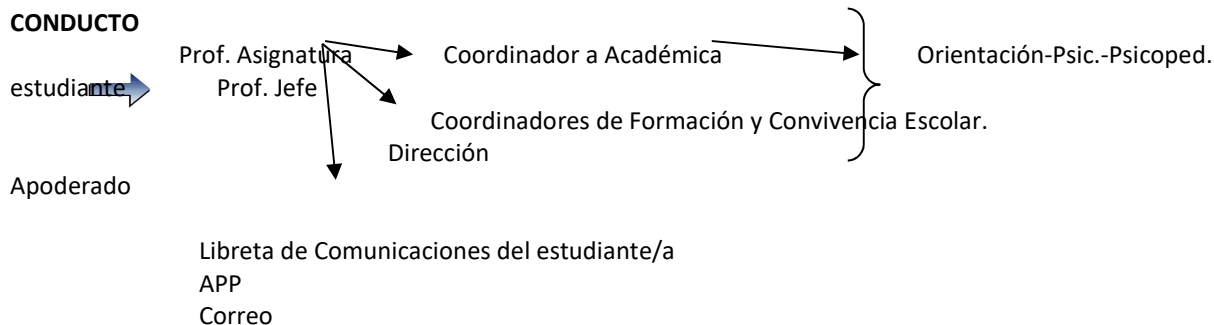 CONDUCTO
Prof. Asignatura Coordinador a Académica Orientación-Psic.-Psicoped.
estudiante Prof. Jefe
Coordinadores de Formación y Convivencia Escolar.
Dirección
Apoderado
Libreta de Comunicaciones del estudiante/a
APP
Correo